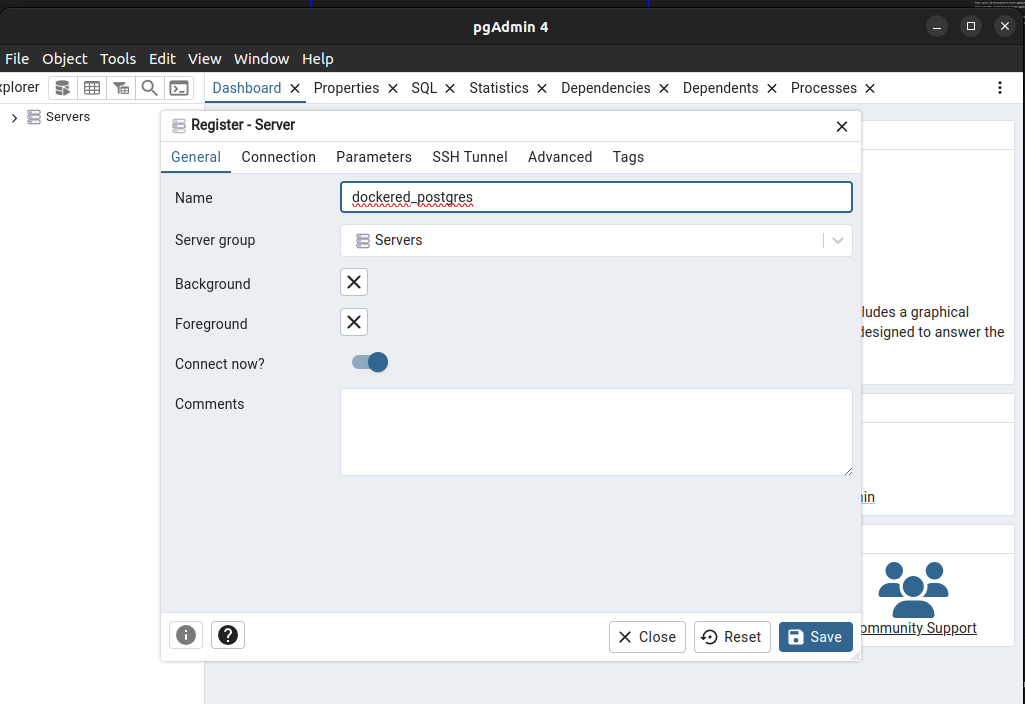 pgAdmin 4
File Object Tools Edit View Window Help
xplorer Dashboard Properties SQL Statistics Dependencies Dependents Processes
Servers
Register - Server
General Connection Parameters SSH Tunnel Advanced Tags
Name dockered_postgres
Server group Servers
Background
Foreground
Connect now?
Comments
ludes a graphical
designed to answer the
in
ommunity Support
Close Reset Save